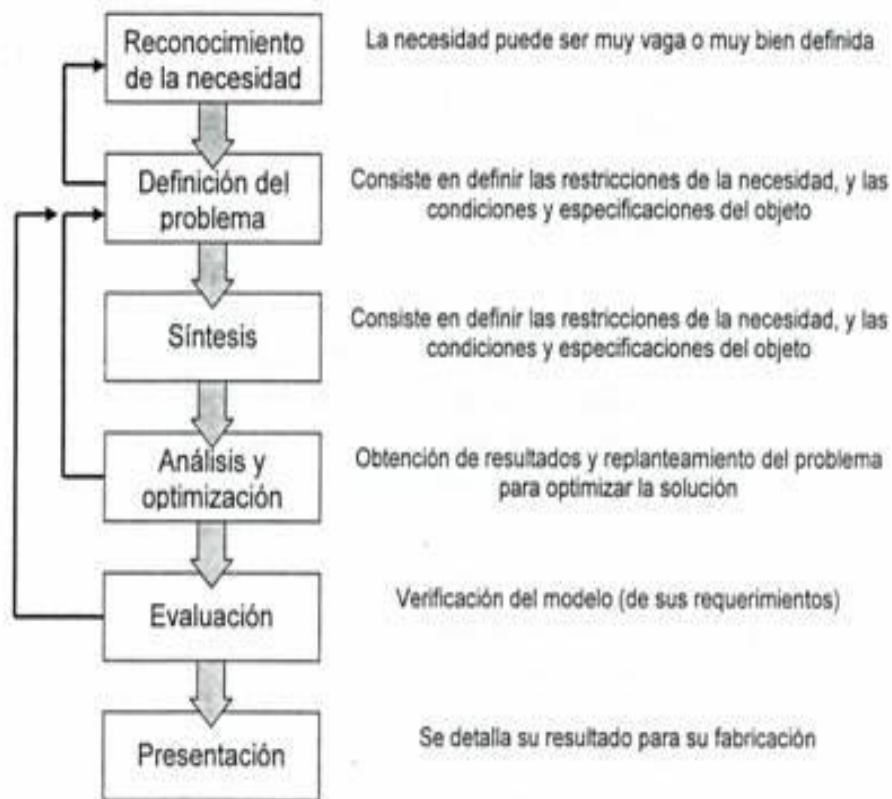 Reconocimiento
de la necesidad
La necesidad puede ser muy vaga o muy bien definida
Definición del
problema
Consiste en definir las restricciones de la necesidad, y las
condiciones y especificaciones del objeto
Síntesis
Consiste en definir las restricciones de la necesidad, y las
condiciones y especificaciones del objeto
Análisis y
optimización
Obtención de resultados y replanteamiento del problema
para optimizar la solución
Evaluación
Verificación del modelo (de sus requerimientos)
Presentación
Se detalla su resultado para su fabricación